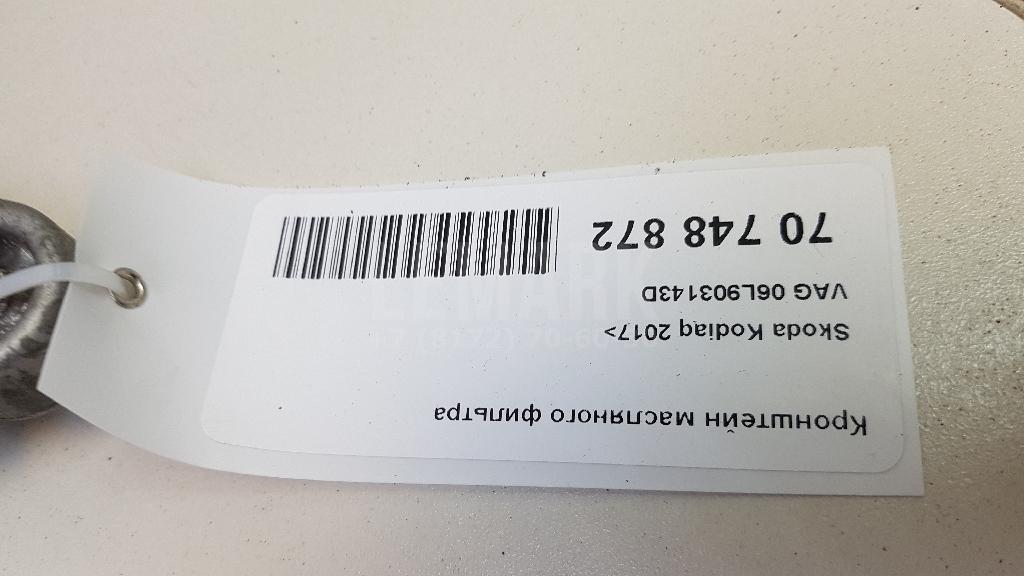 Кронштейн масляного фильтра
Skoda Kodiaq 2017>
VAG 06L903143D
70 748 872